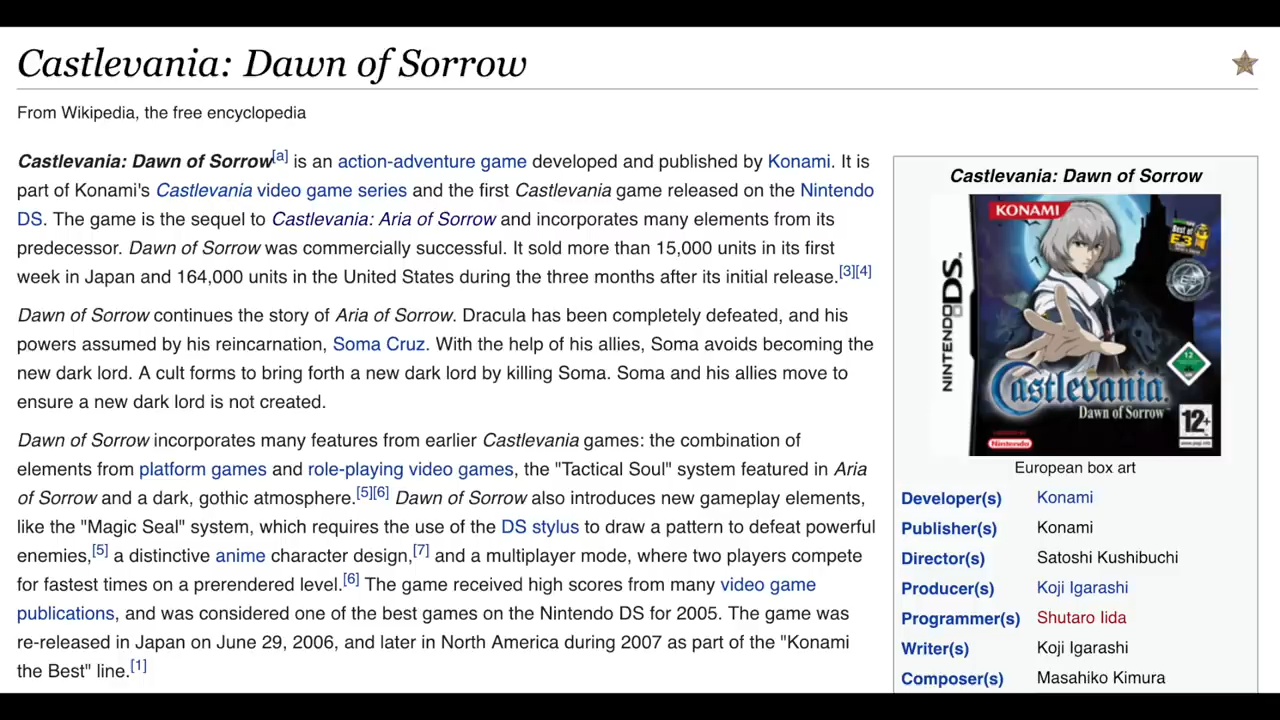 Castlevania: Dawn of Sorrow
From Wikipedia, the free encyclopedia
Castlevania: Dawn of Sorrow[a] is an action-adventure game developed and published by Konami. It is
part of Konami's Castlevania video game series and the first Castlevania game released on the Nintendo
DS. The game is the sequel to Castlevania: Aria of Sorrow and incorporates many elements from its
predecessor. Dawn of Sorrow was commercially successful. It sold more than 15,000 units in its first
week in Japan and 164,000 units in the United States during the three months after its initial release.[3][4]
Dawn of Sorrow continues the story of Aria of Sorrow. Dracula has been completely defeated, and his
powers assumed by his reincarnation, Soma Cruz. With the help of his allies, Soma avoids becoming the
new dark lord. A cult forms to bring forth a new dark lord by killing Soma. Soma and his allies move to
ensure a new dark lord is not created.
Dawn of Sorrow incorporates many features from earlier Castlevania games: the combination of
elements from platform games and role-playing video games, the "Tactical Soul" system featured in Aria
of Sorrow and a dark, gothic atmosphere.[5][6] Dawn of Sorrow also introduces new gameplay elements,
like the "Magic Seal" system, which requires the use of the DS stylus to draw a pattern to defeat powerful
enemies,[5] a distinctive anime character design,[7] and a multiplayer mode, where two players compete
for fastest times on a prerendered level.[6] The game received high scores from many video game
publications, and was considered one of the best games on the Nintendo DS for 2005. The game was
re-released in Japan on June 29, 2006, and later in North America during 2007 as part of the "Konami
the Best" line.[1]
Castlevania: Dawn of Sorrow
NINTENDO DS
KONAMI
Best of
E3
12
Castlevania
Dawn of Sorrow
12+
Nintendo
European box art
Developer(s) Konami
Publisher(s) Konami
Director(s) Satoshi Kushibuchi
Producer(s) Koji Igarashi
Programmer(s) Shutaro Iida
Writer(s) Koji Igarashi
Composer(s) Masahiko Kimura